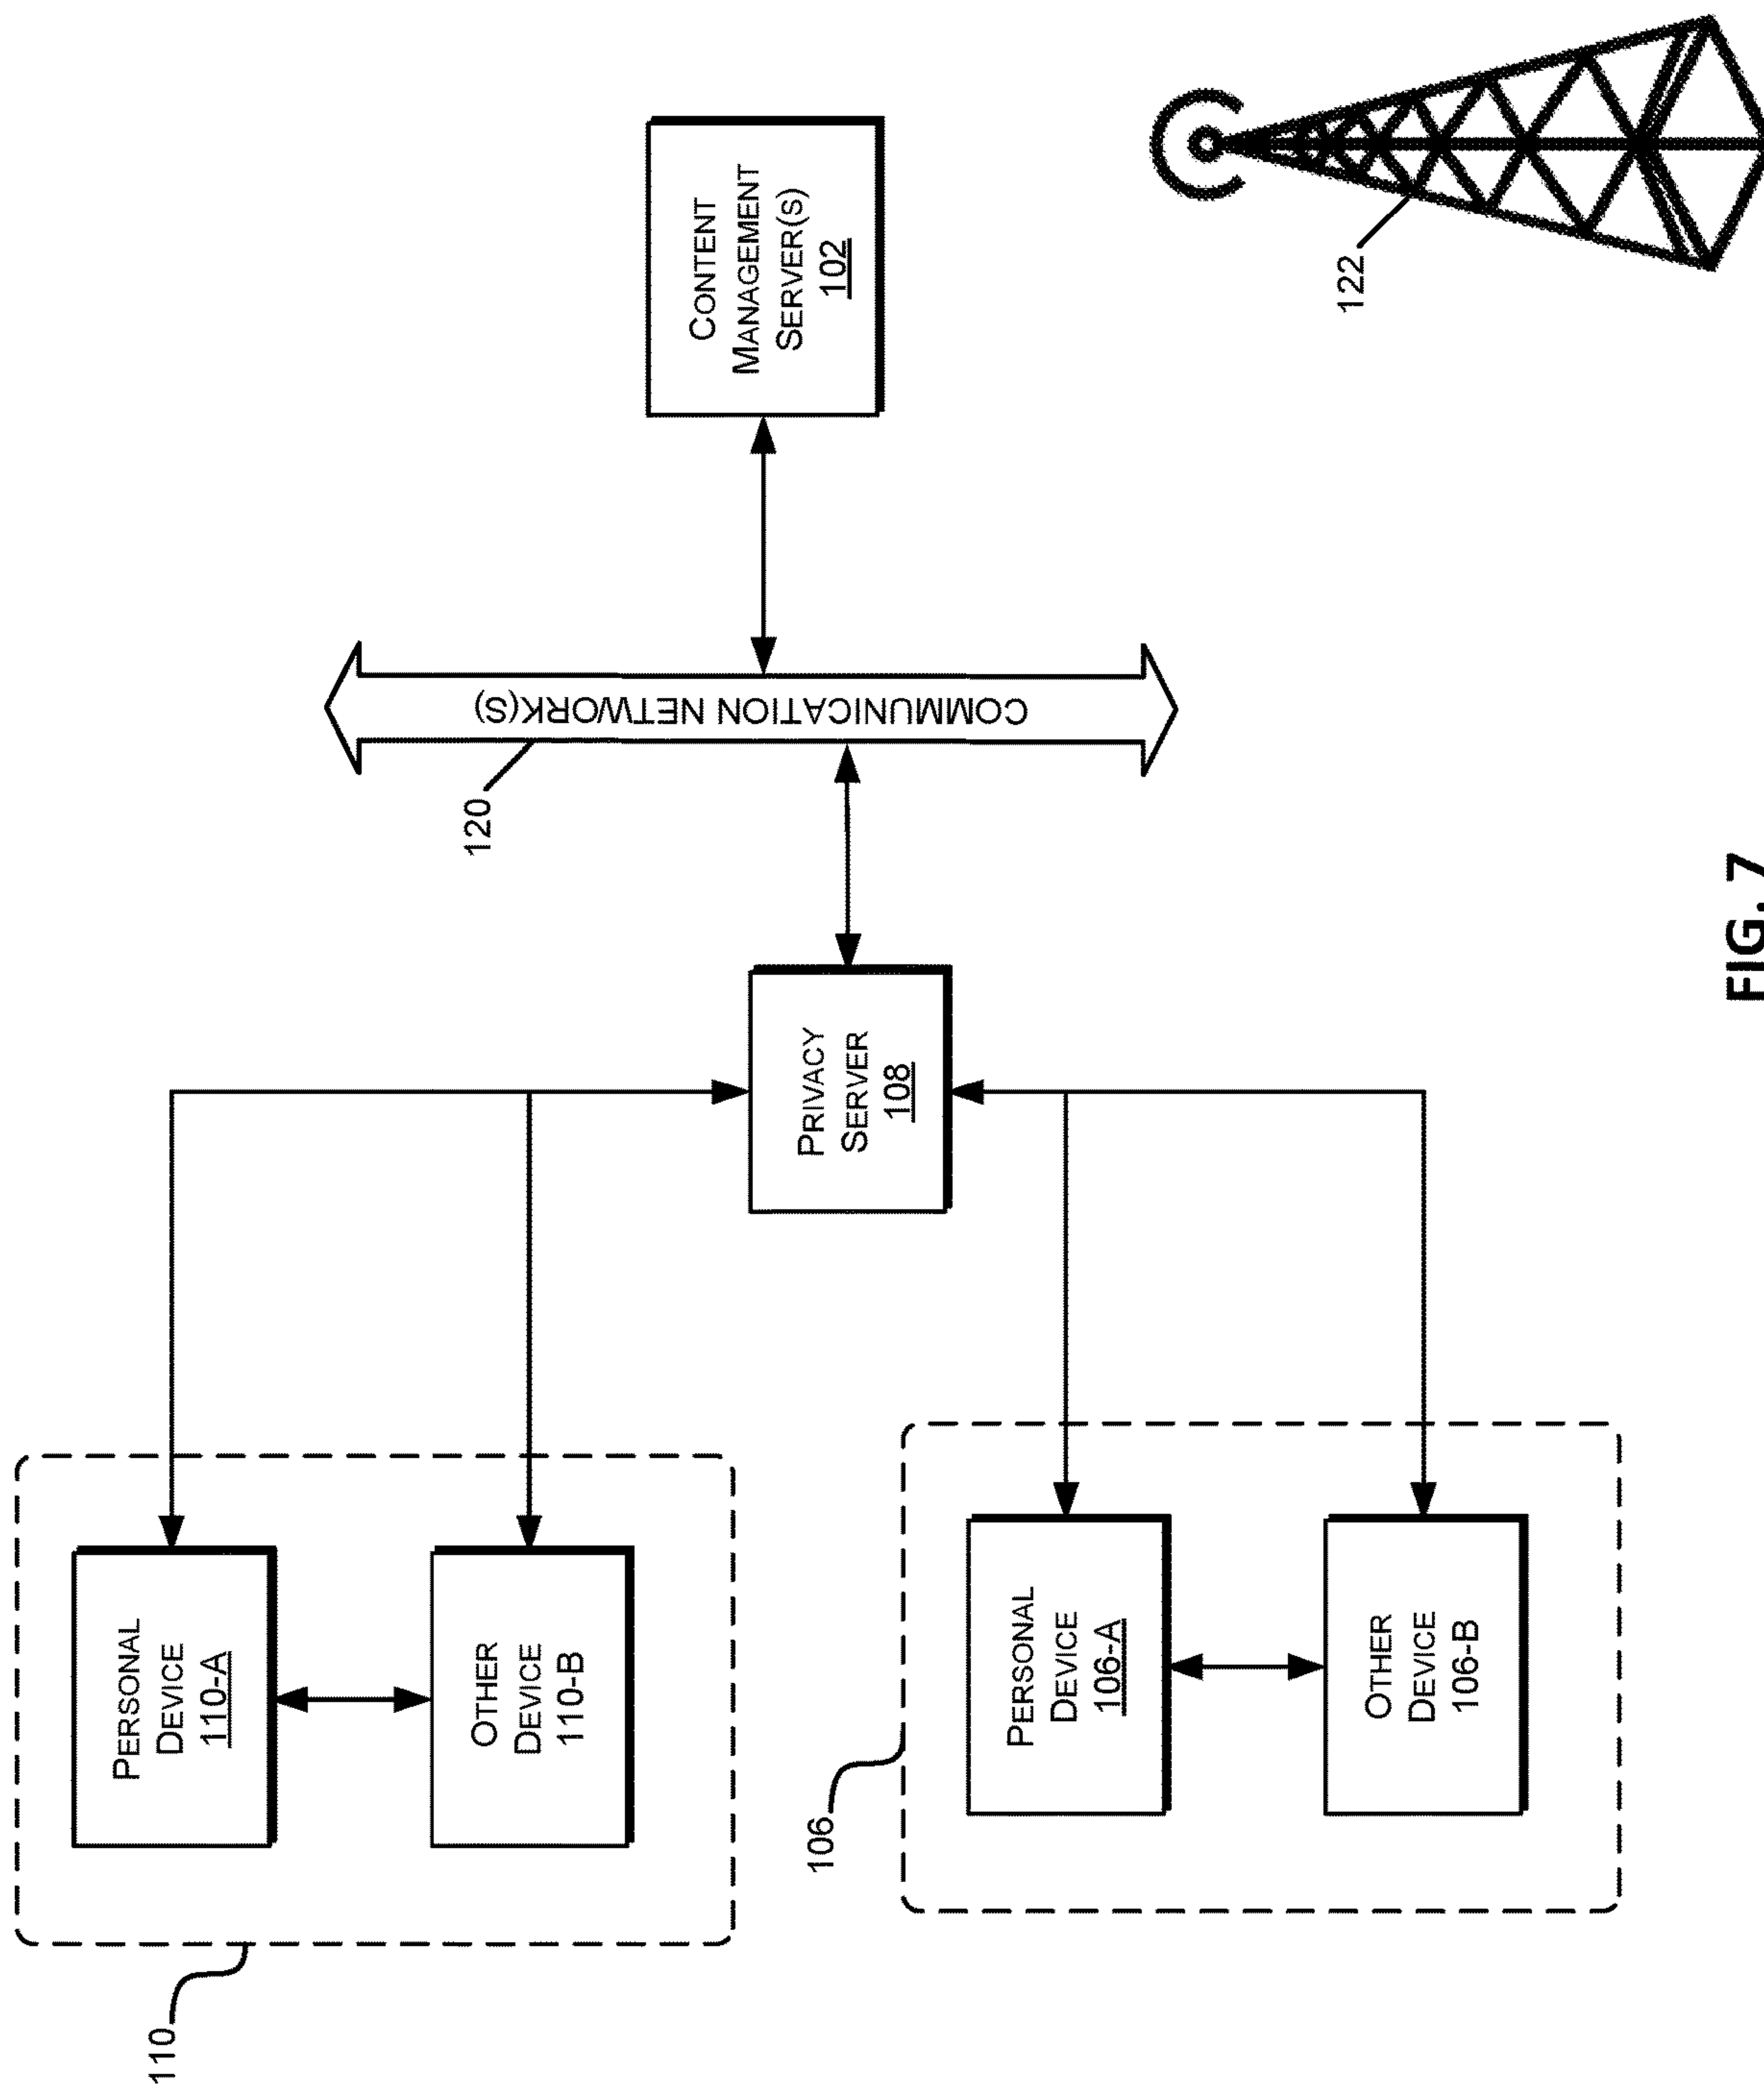 110
PERSONAL
DEVICE
110-A
OTHER
DEVICE
110-B
106
PERSONAL
DEVICE
106-A
OTHER
DEVICE
106-B
PRIVACY
SERVER
108
120
COMMUNICATION NETWORK(S)
CONTENT
MANAGEMENT
SERVER(S)
102
122
FIG. 7